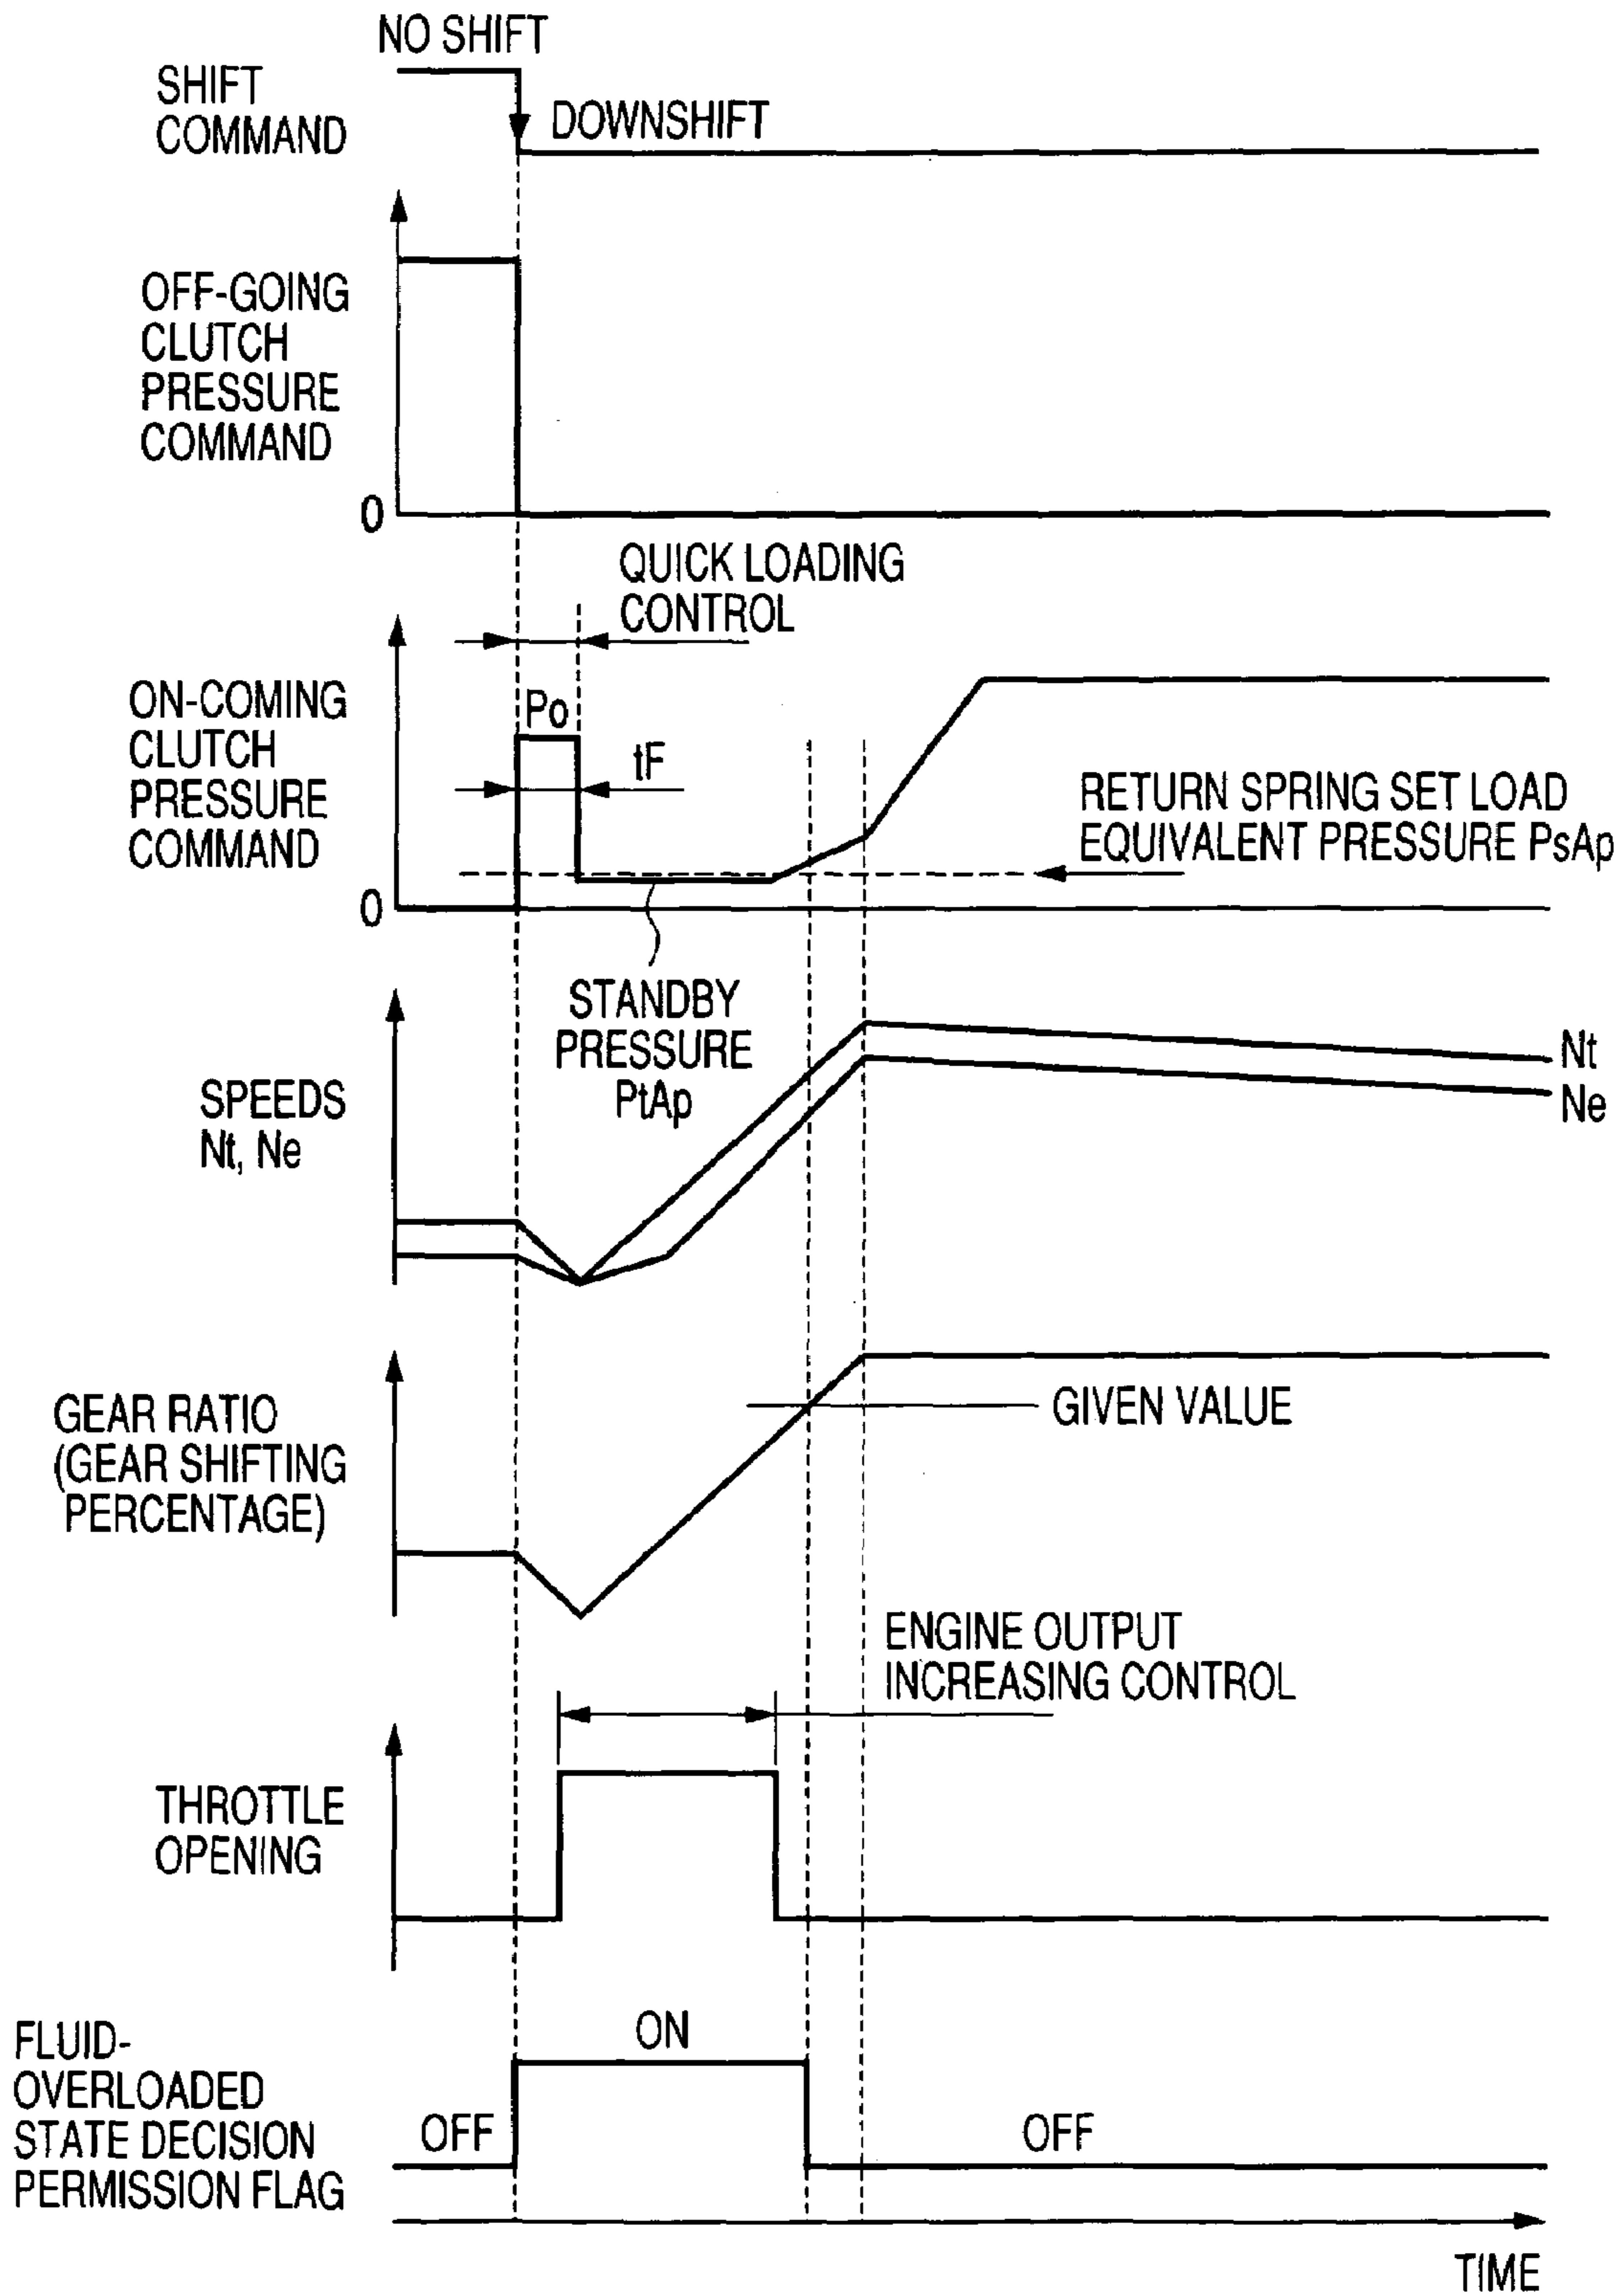 NO SHIFT
SHIFT
COMMAND
DOWNSHIFT
OFF-GOING
CLUTCH
PRESSURE
COMMAND
0
QUICK LOADING
CONTROL
ON-COMING
CLUTCH
PRESSURE
COMMAND
Po
tF
RETURN SPRING SET LOAD
EQUIVALENT PRESSURE PsAp
0
STANDBY
PRESSURE
PtAp
SPEEDS
Nt, Ne
Nt
Ne
GEAR RATIO
(GEAR SHIFTING
PERCENTAGE)
GIVEN VALUE
ENGINE OUTPUT
INCREASING CONTROL
THROTTLE
OPENING
FLUID-
OVERLOADED
STATE DECISION
PERMISSION FLAG
OFF
ON
OFF
TIME